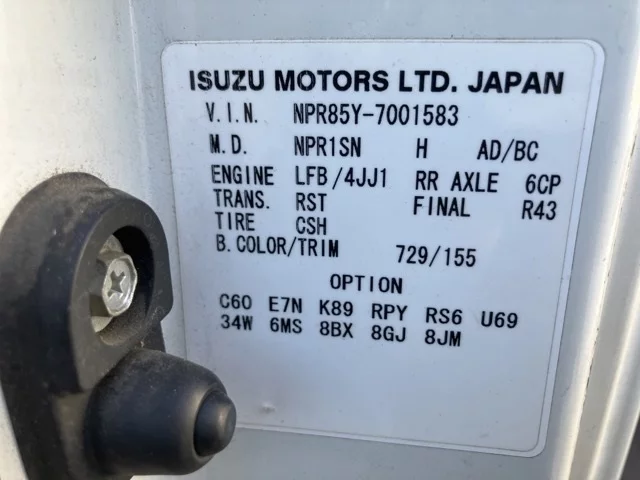 ISUZU MOTORS LTD. JAPAN
V.I.N. NPR85Y-7001583
M.D. NPR1SN H AD/BC
ENGINE LFB/4JJ1 RR AXLE 6CP
TRANS. RST FINAL R43
TIRE CSH
B.COLOR/TRIM 729/155
OPTION
C60 E7N K89 RPY RS6 U69
34W 6MS 8BX 8GJ 8JM